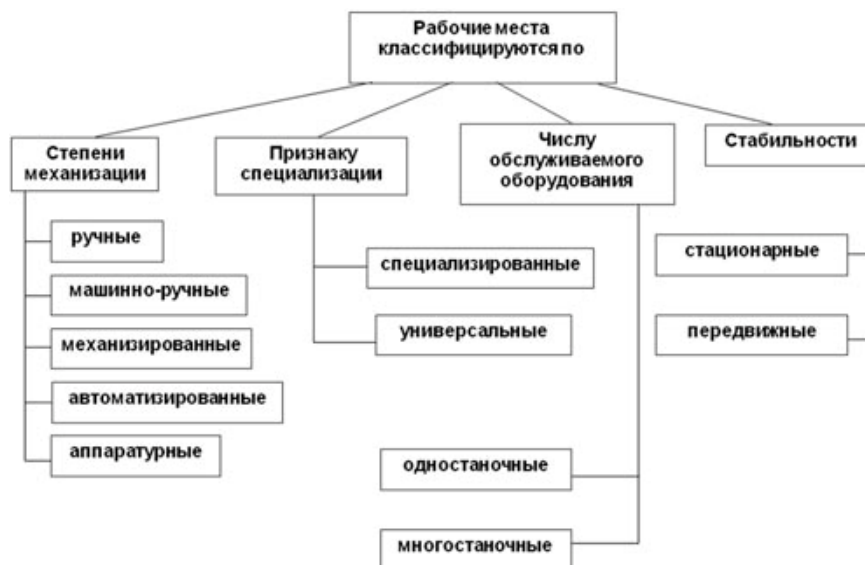 Рабочие места
классифицируются по
Степени
механизации
Признаку
специализации
Числу
обслуживаемого
оборудования
Стабильности
ручные
машинно-ручные
механизированные
автоматизированные
аппаратурные
специализированные
универсальные
одностаночные
многостаночные
стационарные
передвижные